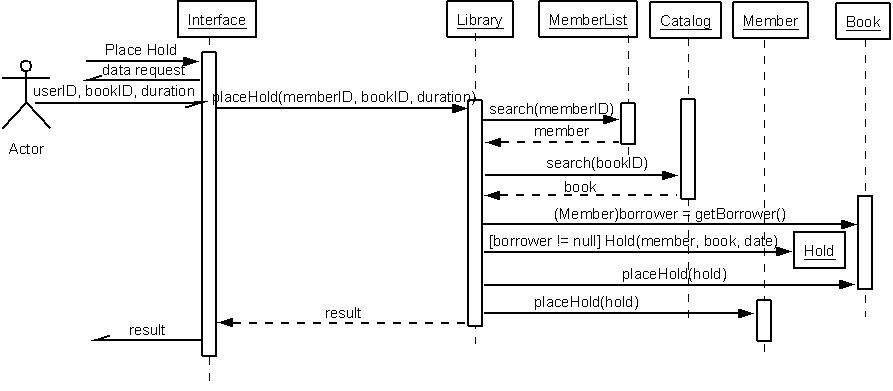 Interface
Library
MemberList
Catalog
Member
Book
Place Hold
data request
userID, bookID, duration
Actor
placeHold(memberID, bookID, duration)
search(memberID)
member
search(bookID)
book
(Member)borrower = getBorrower()
[borrower != null] Hold(member, book, date)
Hold
placeHold(hold)
placeHold(hold)
result
result